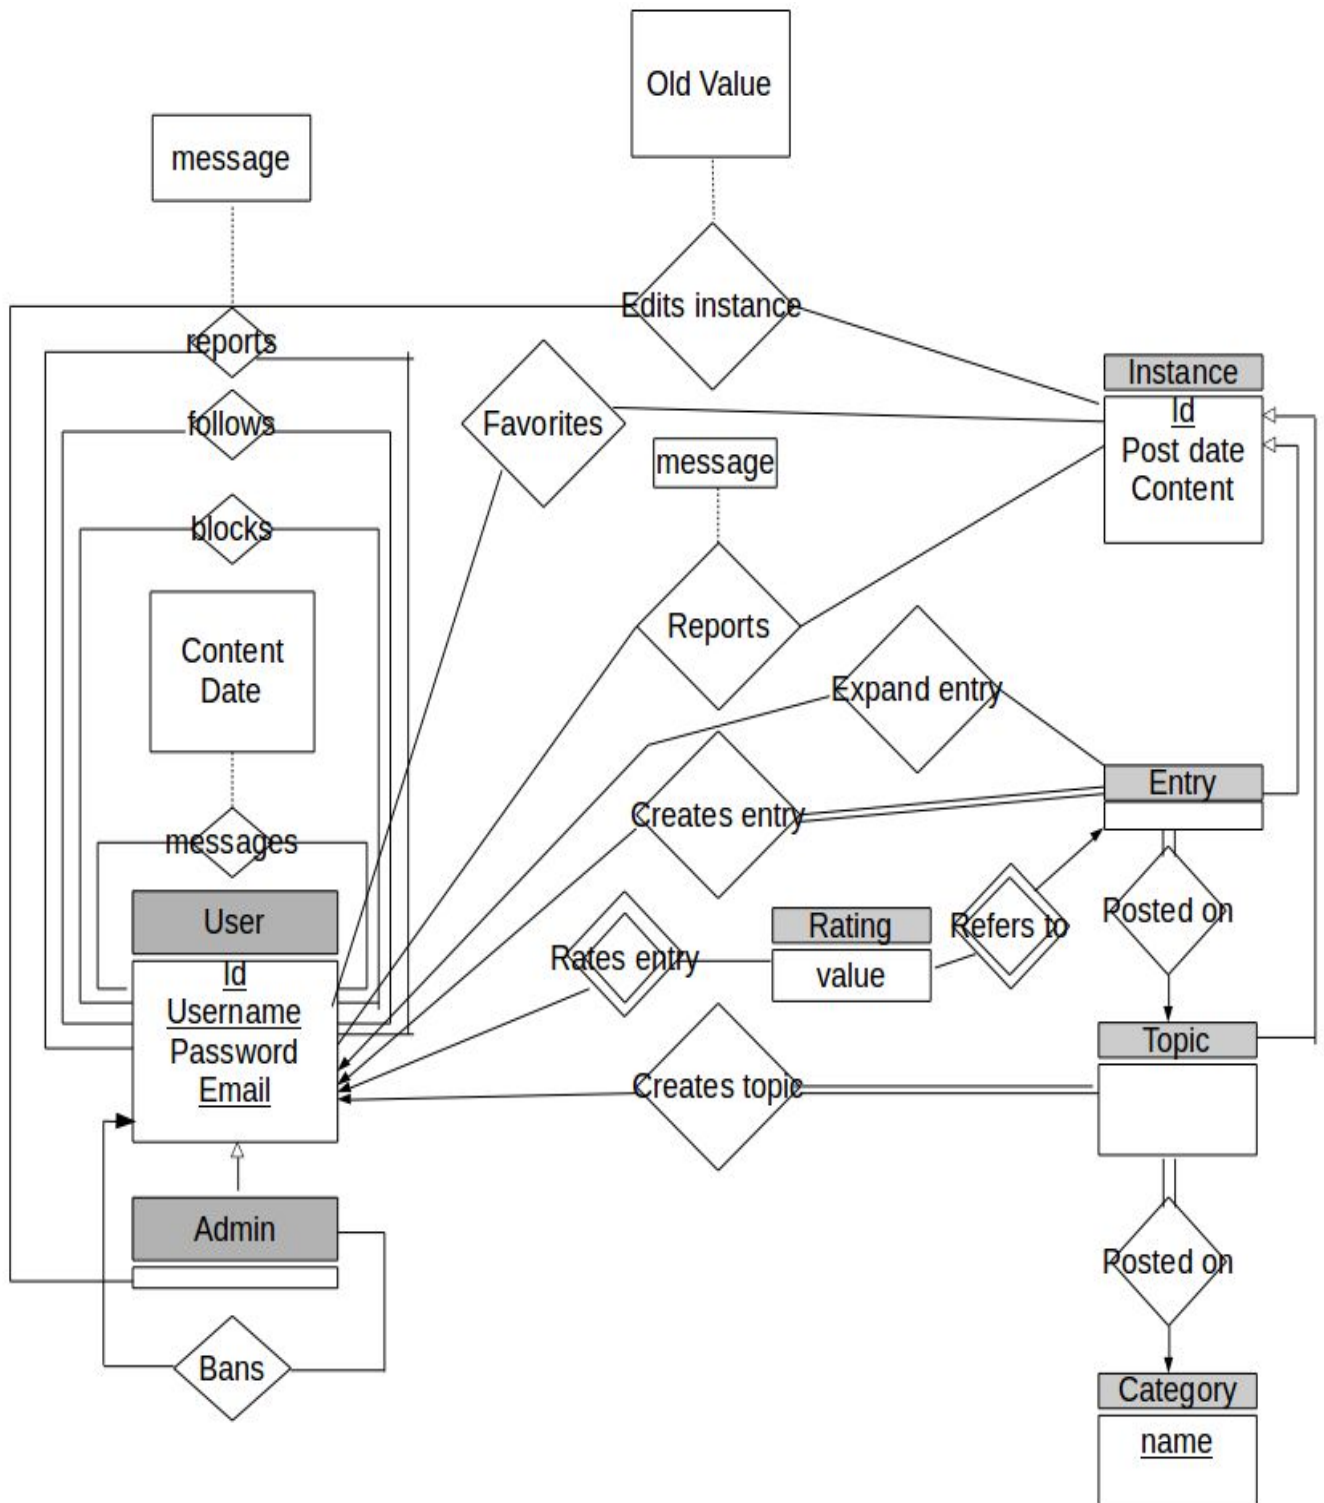 Old Value
message
Edits instance
reports
Instance
Id
Post date
Content
follows
Favorites
message
blocks
Reports
Content
Date
Expand entry
Entry
Creates entry
messages
User
Id
Username
Password
Email
Rates entry
Rating
value
Refers to
Posted on
Topic
Creates topic
Admin
Posted on
Bans
Category
name